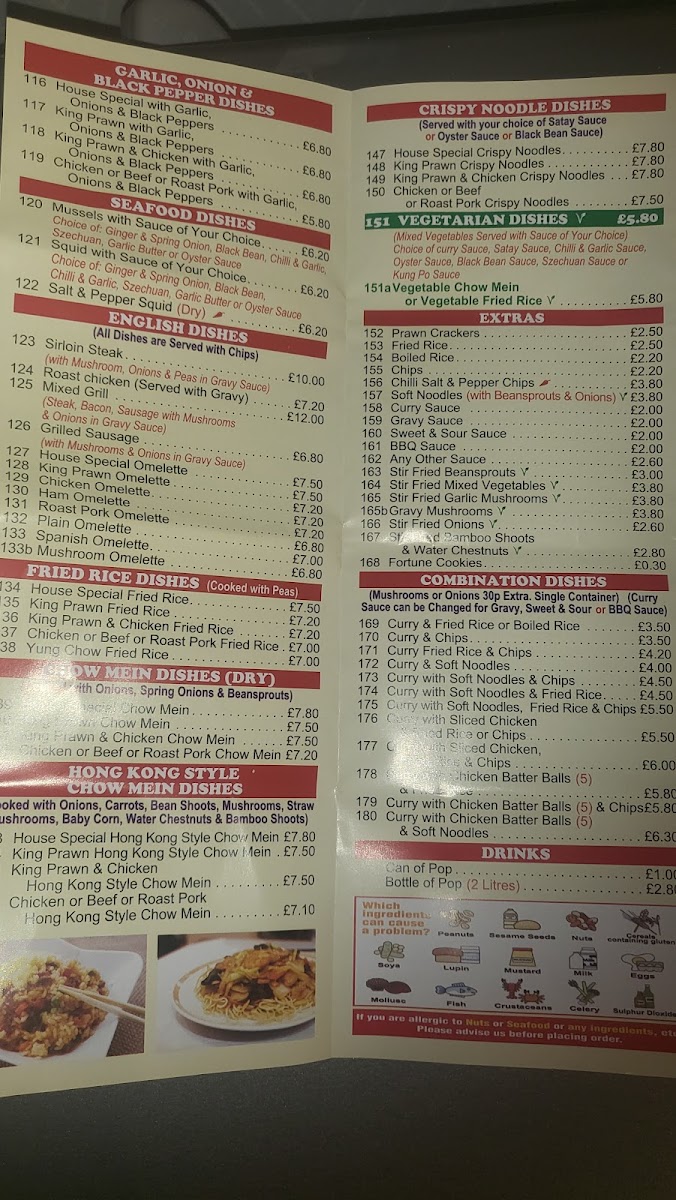 GARLIC, ONION &
BLACK PEPPER DISHES
116 House Special with Garlic,
Onions & Black Peppers ........... £6.80
117 King Prawn with Garlic,
Onions & Black Peppers ........... £6.80
118 King Prawn & Chicken with Garlic,
Onions & Black Peppers ........... £6.80
119 Chicken or Beef or Roast Pork with Garlic,
Onions & Black Peppers ........... £5.80
SEAFOOD DISHES
120 Mussels with Sauce of Your Choice...... £6.20
Choice of: Ginger & Spring Onion, Black Bean, Chilli & Garlic,
Szechuan, Garlic Butter or Oyster Sauce
121 Squid with Sauce of Your Choice........ £6.20
Choice of: Ginger & Spring Onion, Black Bean,
Chilli & Garlic, Szechuan, Garlic Butter or Oyster Sauce
122 Salt & Pepper Squid (Dry) .......... £6.20
ENGLISH DISHES
(All Dishes are Served with Chips)
123 Sirloin Steak .................... £10.00
(with Mushroom, Onions & Peas in Gravy Sauce)
124 Roast chicken (Served with Gravy) ...... £7.20
125 Mixed Grill ....................... £12.00
(Steak, Bacon, Sausage with Mushrooms
& Onions in Gravy Sauce)
126 Grilled Sausage ................... £6.80
(with Mushrooms & Onions in Gravy Sauce)
127 House Special Omelette ............ £7.50
128 King Prawn Omelette ............... £7.50
129 Chicken Omelette .................. £7.20
130 Ham Omelette ...................... £7.20
131 Roast Pork Omelette ............... £7.20
132 Plain Omelette .................... £6.80
133 Spanish Omelette .................. £7.00
133b Mushroom Omelette ................ £6.80
FRIED RICE DISHES (Cooked with Peas)
134 House Special Fried Rice........... £7.50
135 King Prawn Fried Rice ............. £7.20
36 King Prawn & Chicken Fried Rice ..... £7.20
37 Chicken or Beef or Roast Pork Fried Rice . £7.00
38 Yung Chow Fried Rice................ £7.00
CHOW MEIN DISHES (DRY)
with Onions, Spring Onions & Beansprouts)
Chow Mein ............. £7.80
Chow Mein ............. £7.50
Prawn & Chicken Chow Mein ...... £7.50
Chicken or Beef or Roast Pork Chow Mein £7.20
HONG KONG STYLE
CHOW MEIN DISHES
ooked with Onions, Carrots, Bean Shoots, Mushrooms, Straw
ushrooms, Baby Corn, Water Chestnuts & Bamboo Shoots)
3 House Special Hong Kong Style Chow Mein £7.80
King Prawn Hong Kong Style Chow Mein . £7.50
King Prawn & Chicken
Hong Kong Style Chow Mein ......... £7.50
Chicken or Beef or Roast Pork
Hong Kong Style Chow Mein ......... £7.10
CRISPY NOODLE DISHES
(Served with your choice of Satay Sauce
or Oyster Sauce or Black Bean Sauce)
147 House Special Crispy Noodles......... £7.80
148 King Prawn Crispy Noodles ........... £7.80
149 King Prawn & Chicken Crispy Noodles ... £7.80
150 Chicken or Beef
or Roast Pork Crispy Noodles ........ £7.50
151 VEGETARIAN DISHES £5.80
(Mixed Vegetables Served with Sauce of Your Choice)
Choice of curry Sauce, Satay Sauce, Chilli & Garlic Sauce,
Oyster Sauce, Black Bean Sauce, Szechuan Sauce or
Kung Po Sauce
151a Vegetable Chow Mein
or Vegetable Fried Rice .......... £5.80
EXTRAS
152 Prawn Crackers .................... £2.50
153 Fried Rice........................ £2.50
154 Boiled Rice....................... £2.20
155 Chips ............................ £2.20
156 Chilli Salt & Pepper Chips .......... £3.80
157 Soft Noodles (with Beansprouts & Onions) £3.80
158 Curry Sauce ....................... £2.00
159 Gravy Sauce ....................... £2.00
160 Sweet & Sour Sauce ................ £2.00
161 BBQ Sauce ........................ £2.00
162 Any Other Sauce ................... £2.60
163 Stir Fried Beansprouts ............ £3.00
164 Stir Fried Mixed Vegetables ....... £3.80
165 Stir Fried Garlic Mushrooms ....... £3.80
165b Gravy Mushrooms ................. £3.80
166 Stir Fried Onions ................. £2.60
167 Bamboo Shoots
& Water Chestnuts ................. £2.80
168 Fortune Cookies................... £0.30
COMBINATION DISHES
(Mushrooms or Onions 30p Extra. Single Container) (Curry
Sauce can be Changed for Gravy, Sweet & Sour or BBQ Sauce)
169 Curry & Fried Rice or Boiled Rice ...... £3.50
170 Curry & Chips..................... £3.50
171 Curry Fried Rice & Chips ........... £4.20
172 Curry & Soft Noodles .............. £4.00
173 Curry with Soft Noodles & Chips ...... £4.50
174 Curry with Soft Noodles & Fried Rice..... £4.50
175 Curry with Soft Noodles, Fried Rice & Chips £5.50
176 Curry with Sliced Chicken
Rice or Chips .............. £5.50
177 with Sliced Chicken,
& Chips ................ £6.00
178 Chicken Batter Balls (5)
& ................ £5.80
179 Curry with Chicken Batter Balls (5) & Chips £5.80
180 Curry with Chicken Batter Balls (5)
& Soft Noodles .................... £6.30
DRINKS
Can of Pop ........................ £1.00
Bottle of Pop (2 Litres) .......... £2.8
Which
ingredients
can cause
a problem?
Peanuts
Sesame Seeds
Nuts
Cereals
containing gluten
Soya
Lupin
Mustard
Milk
Eggs
Mollusc
Fish
Crustaceans
Celery
Sulphur Dioxide
If you are allergic to Nuts or Seafood or any ingredients, etc
Please advise us before placing order.